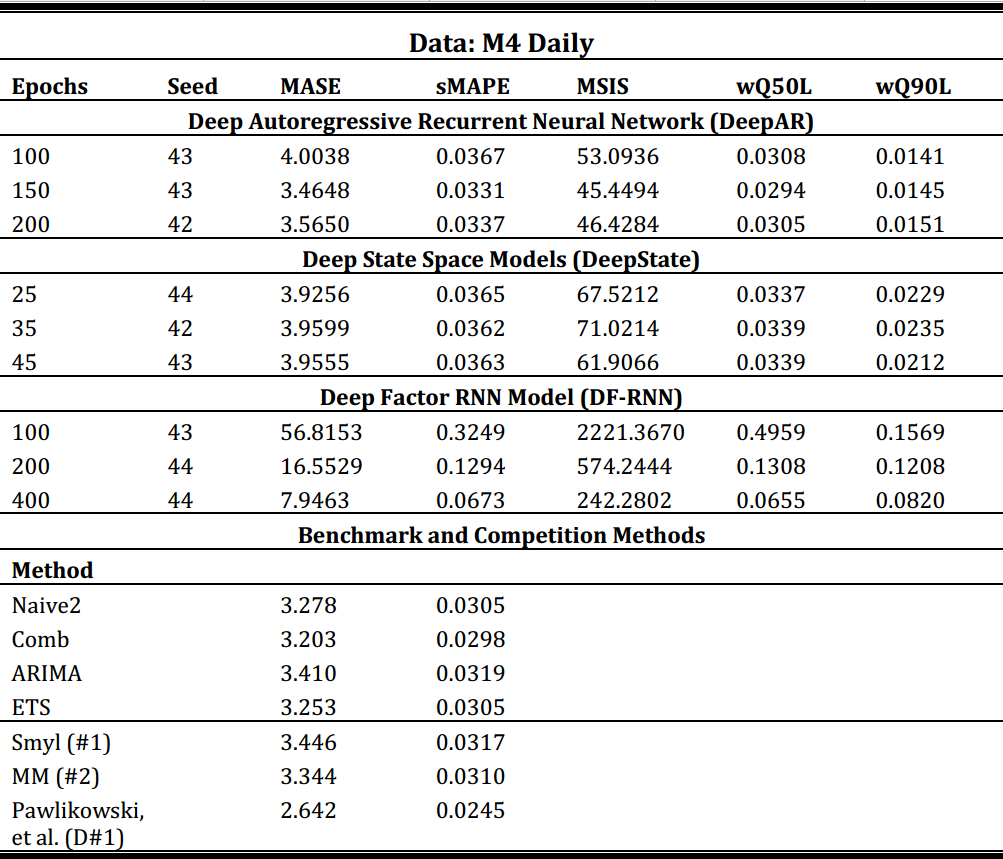 Data: M4 Daily
Epochs Seed MASE sMAPE MSIS wQ50L wQ90L
Deep Autoregressive Recurrent Neural Network (DeepAR)
100 43 4.0038 0.0367 53.0936 0.0308 0.0141
150 43 3.4648 0.0331 45.4494 0.0294 0.0145
200 42 3.5650 0.0337 46.4284 0.0305 0.0151
Deep State Space Models (DeepState)
25 44 3.9256 0.0365 67.5212 0.0337 0.0229
35 42 3.9599 0.0362 71.0214 0.0339 0.0235
45 43 3.9555 0.0363 61.9066 0.0339 0.0212
Deep Factor RNN Model (DF-RNN)
100 43 56.8153 0.3249 2221.3670 0.4959 0.1569
200 44 16.5529 0.1294 574.2444 0.1308 0.1208
400 44 7.9463 0.0673 242.2802 0.0655 0.0820
Benchmark and Competition Methods
Method
Naive2 3.278 0.0305
Comb 3.203 0.0298
ARIMA 3.410 0.0319
ETS 3.253 0.0305
Smyl (#1) 3.446 0.0317
MM (#2) 3.344 0.0310
Pawlikowski, 2.642 0.0245
et al. (D#1)